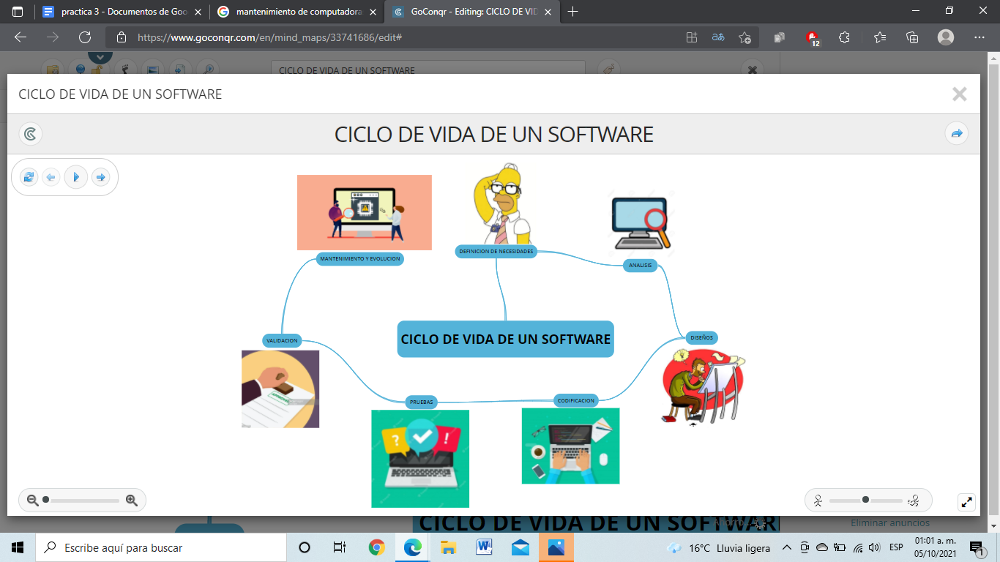 practica 3 - Documentos de Goo
mantenimiento de computadora
GoConqr - Editing: CICLO DE VID
https://www.goconqr.com/en/mind_maps/33741686/edit#
12
CICLO DE VIDA DE UN SOFTWARE
CICLO DE VIDA DE UN SOFTWARE
CICLO DE VIDA DE UN SOFTWARE
DEFINICION DE NECESIDADES
MANTENIMIENTO Y EVOLUCION
ANALISIS
CICLO DE VIDA DE UN SOFTWARE
VALIDACION
DISEÑOS
PRUEBAS
CODIFICACION
CICLO DE VIDA DE UN SOFTWAR
Eliminar anuncios
Escribe aquí para buscar
16°C Lluvia ligera
ESP
01:01 a. m.
05/10/2021
1